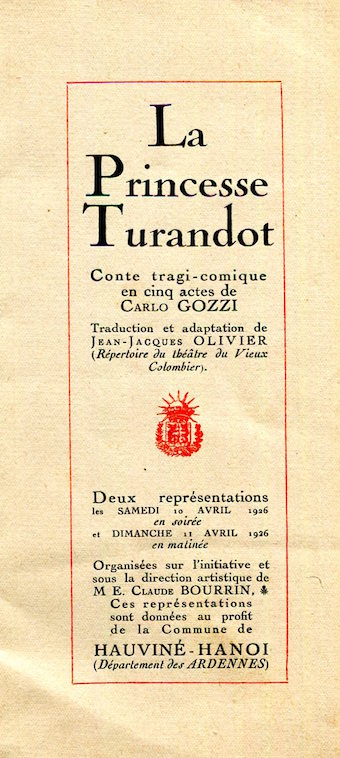 La
Princesse
Turandot
Conte tragi-comique
en cinq actes de
CARLO GOZZI
Traduction et adaptation de
JEAN-JACQUES OLIVIER
(Répertoire du théâtre du Vieux
Colombier).
Deux représentations
les SAMEDI 10 AVRIL 1926
en soirée
et DIMANCHE 11 AVRIL 1926
en matinée
Organisées sur l'initiative et
sous la direction artistique de
M E. CLAUDE BOURRIN,
Ces représentations
sont données au profit
de la Commune de
HAUVINÉ-HANOI
(Département des ARDENNES)